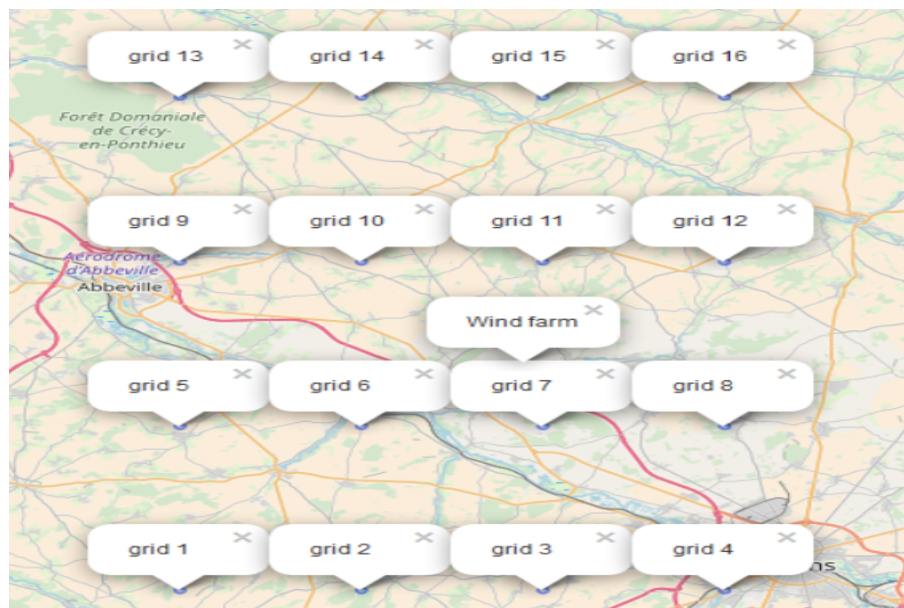 grid 13
grid 14
grid 15
grid 16
Forêt Domaniale
de Crécy-
en-Ponthieu
grid 9
grid 10
grid 11
grid 12
Aérodrome
d'Abbeville
Abbeville
Wind farm
grid 5
grid 6
grid 7
grid 8
grid 1
grid 2
grid 3
grid 4
ns